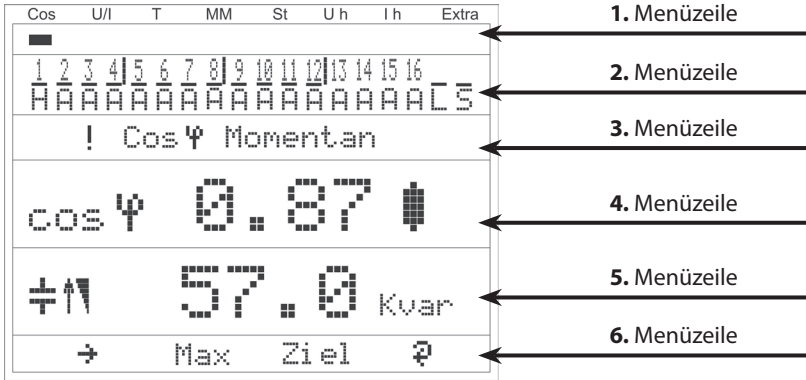 Cos U/I T MM St U h I h Extra
1 2 3 4 5 6 7 8 9 10 11 12 13 14 15 16
A A A A A A A A A A A A A A A A C S
! Cosφ Momentan
cosφ 0.87
57.0 Kvar
→ Max Ziel
1. Menüzeile
2. Menüzeile
3. Menüzeile
4. Menüzeile
5. Menüzeile
6. Menüzeile